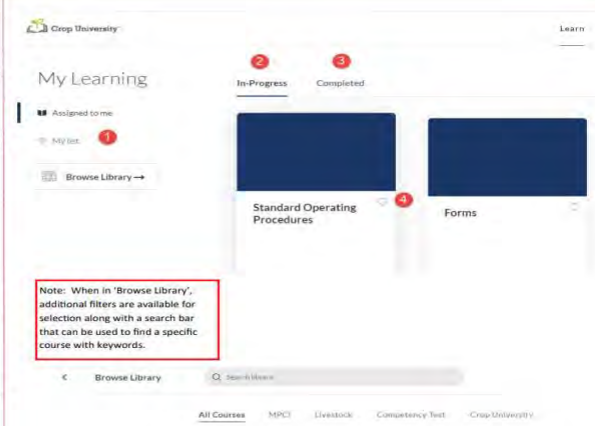 Crop University
Learn
My Learning
2
3
In-Progress
Completed
Assigned to me
My list
1
Browse Library →
Standard Operating
Procedures
4
Forms
Note: When in 'Browse Library',
additional filters are available for
selection along with a search bar
that can be used to find a specific
course with keywords.
< Browse Library
Search library
All Courses MPCI Livestock Competency Test Crop University